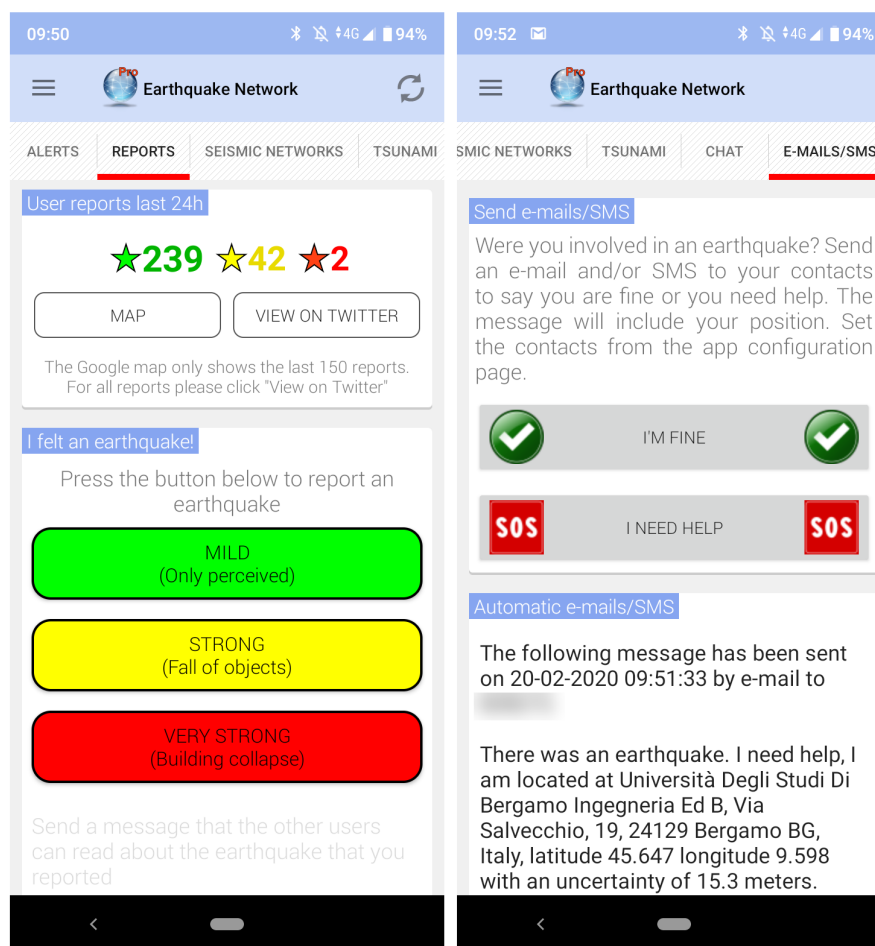 09:50
4G
94%
Pro
Earthquake Network
ALERTS REPORTS SEISMIC NETWORKS TSUNAMI
User reports last 24h
239 42 2
MAP
VIEW ON TWITTER
The Google map only shows the last 150 reports.
For all reports please click "View on Twitter"
I felt an earthquake!
Press the button below to report an
earthquake
MILD
(Only perceived)
STRONG
(Fall of objects)
VERY STRONG
(Building collapse)
Send a message that the other users
can read about the earthquake that you
reported
09:52
4G
94%
Pro
Earthquake Network
SMIC NETWORKS TSUNAMI CHAT E-MAILS/SMS
Send e-mails/SMS
Were you involved in an earthquake? Send
an e-mail and/or SMS to your contacts
to say you are fine or you need help. The
message will include your position. Set
the contacts from the app configuration
page.
I'M FINE
SOS I NEED HELP SOS
Automatic e-mails/SMS
The following message has been sent
on 20-02-2020 09:51:33 by e-mail to
There was an earthquake. I need help, I
am located at Università Degli Studi Di
Bergamo Ingegneria Ed B, Via
Salvecchio, 19, 24129 Bergamo BG,
Italy, latitude 45.647 longitude 9.598
with an uncertainty of 15.3 meters.